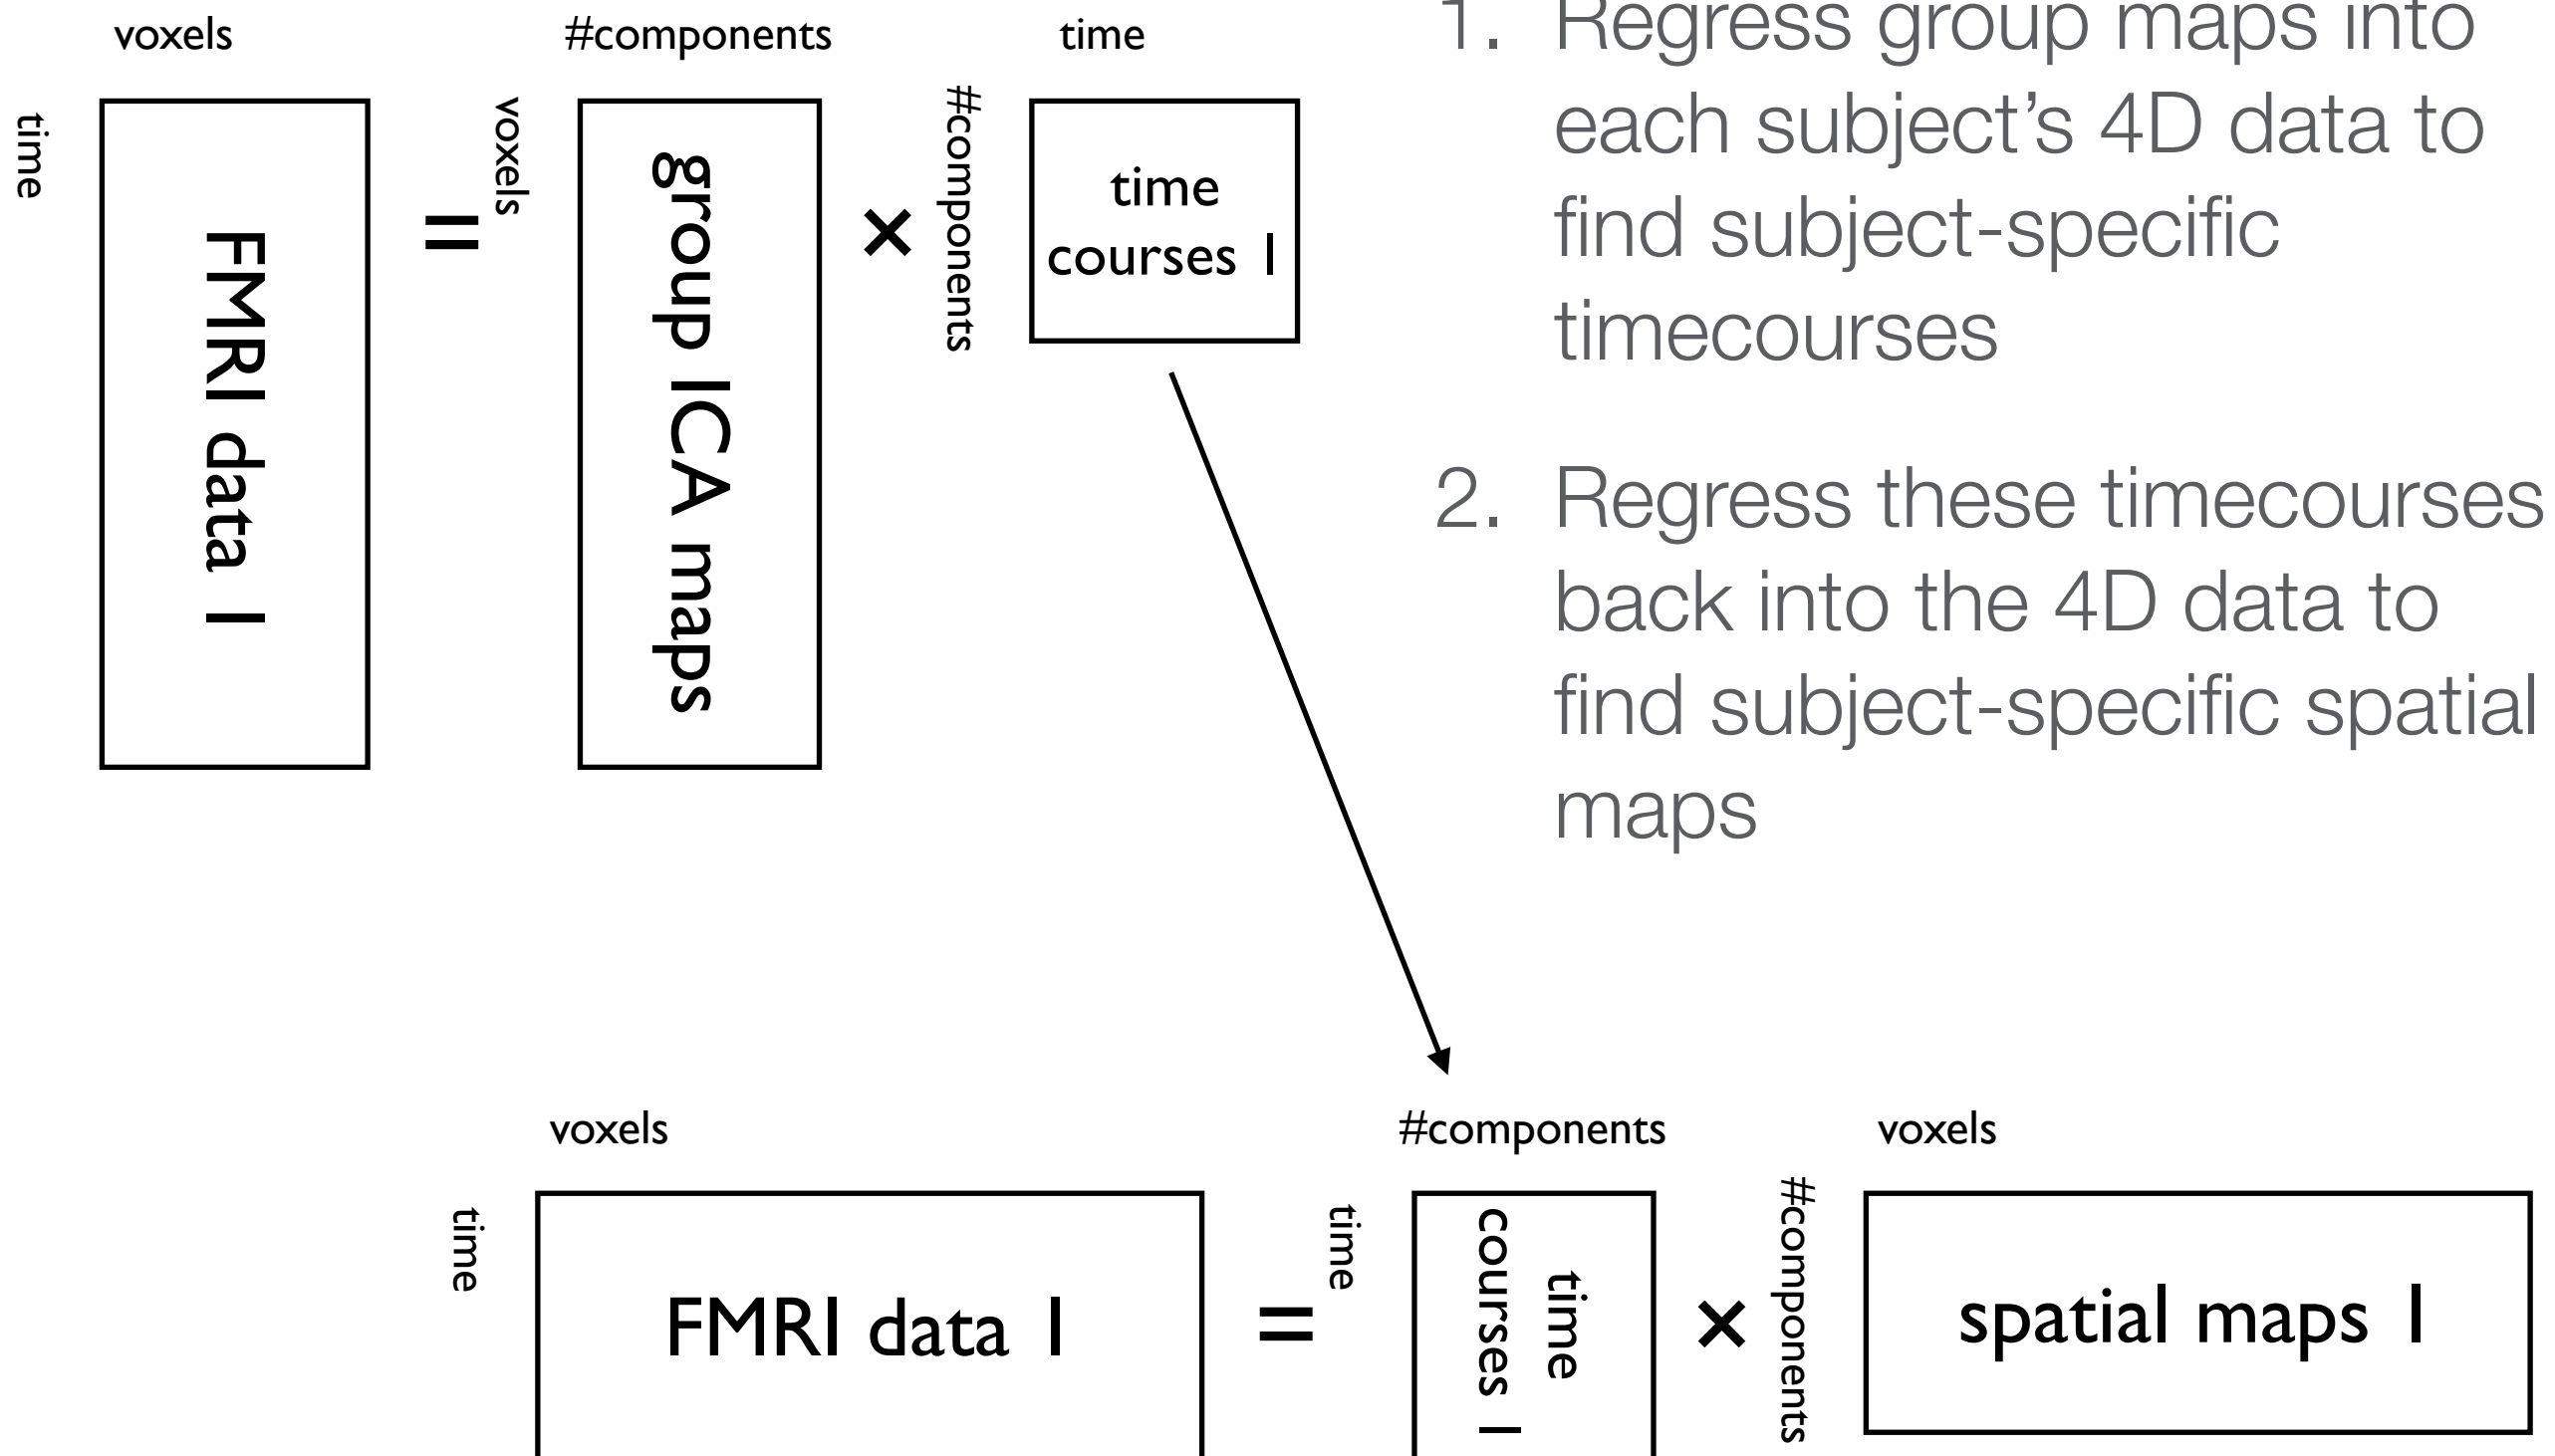 voxels
#components
time
time
FMRI data 1
=
voxels
group ICA maps
×
#components
time
courses 1
1. Regress group maps into
each subject's 4D data to
find subject-specific
timecourses
2. Regress these timecourses
back into the 4D data to
find subject-specific spatial
maps
voxels
#components
voxels
time
FMRI data 1
=
time
time
courses 1
×
#components
spatial maps 1